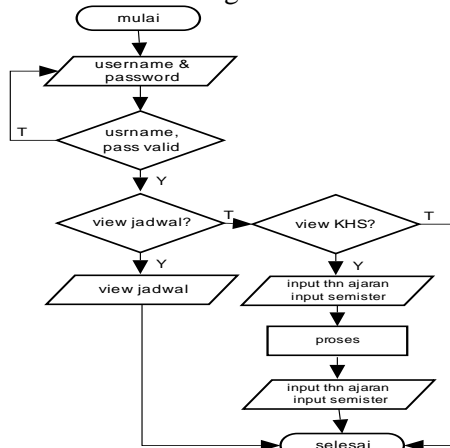 mulai
username &
password
T
usrname,
pass valid
Y
view jadwal?
T
view KHS?
T
Y
Y
view jadwal
input thn ajaran
input semister
proses
input thn ajaran
input semister
selesai